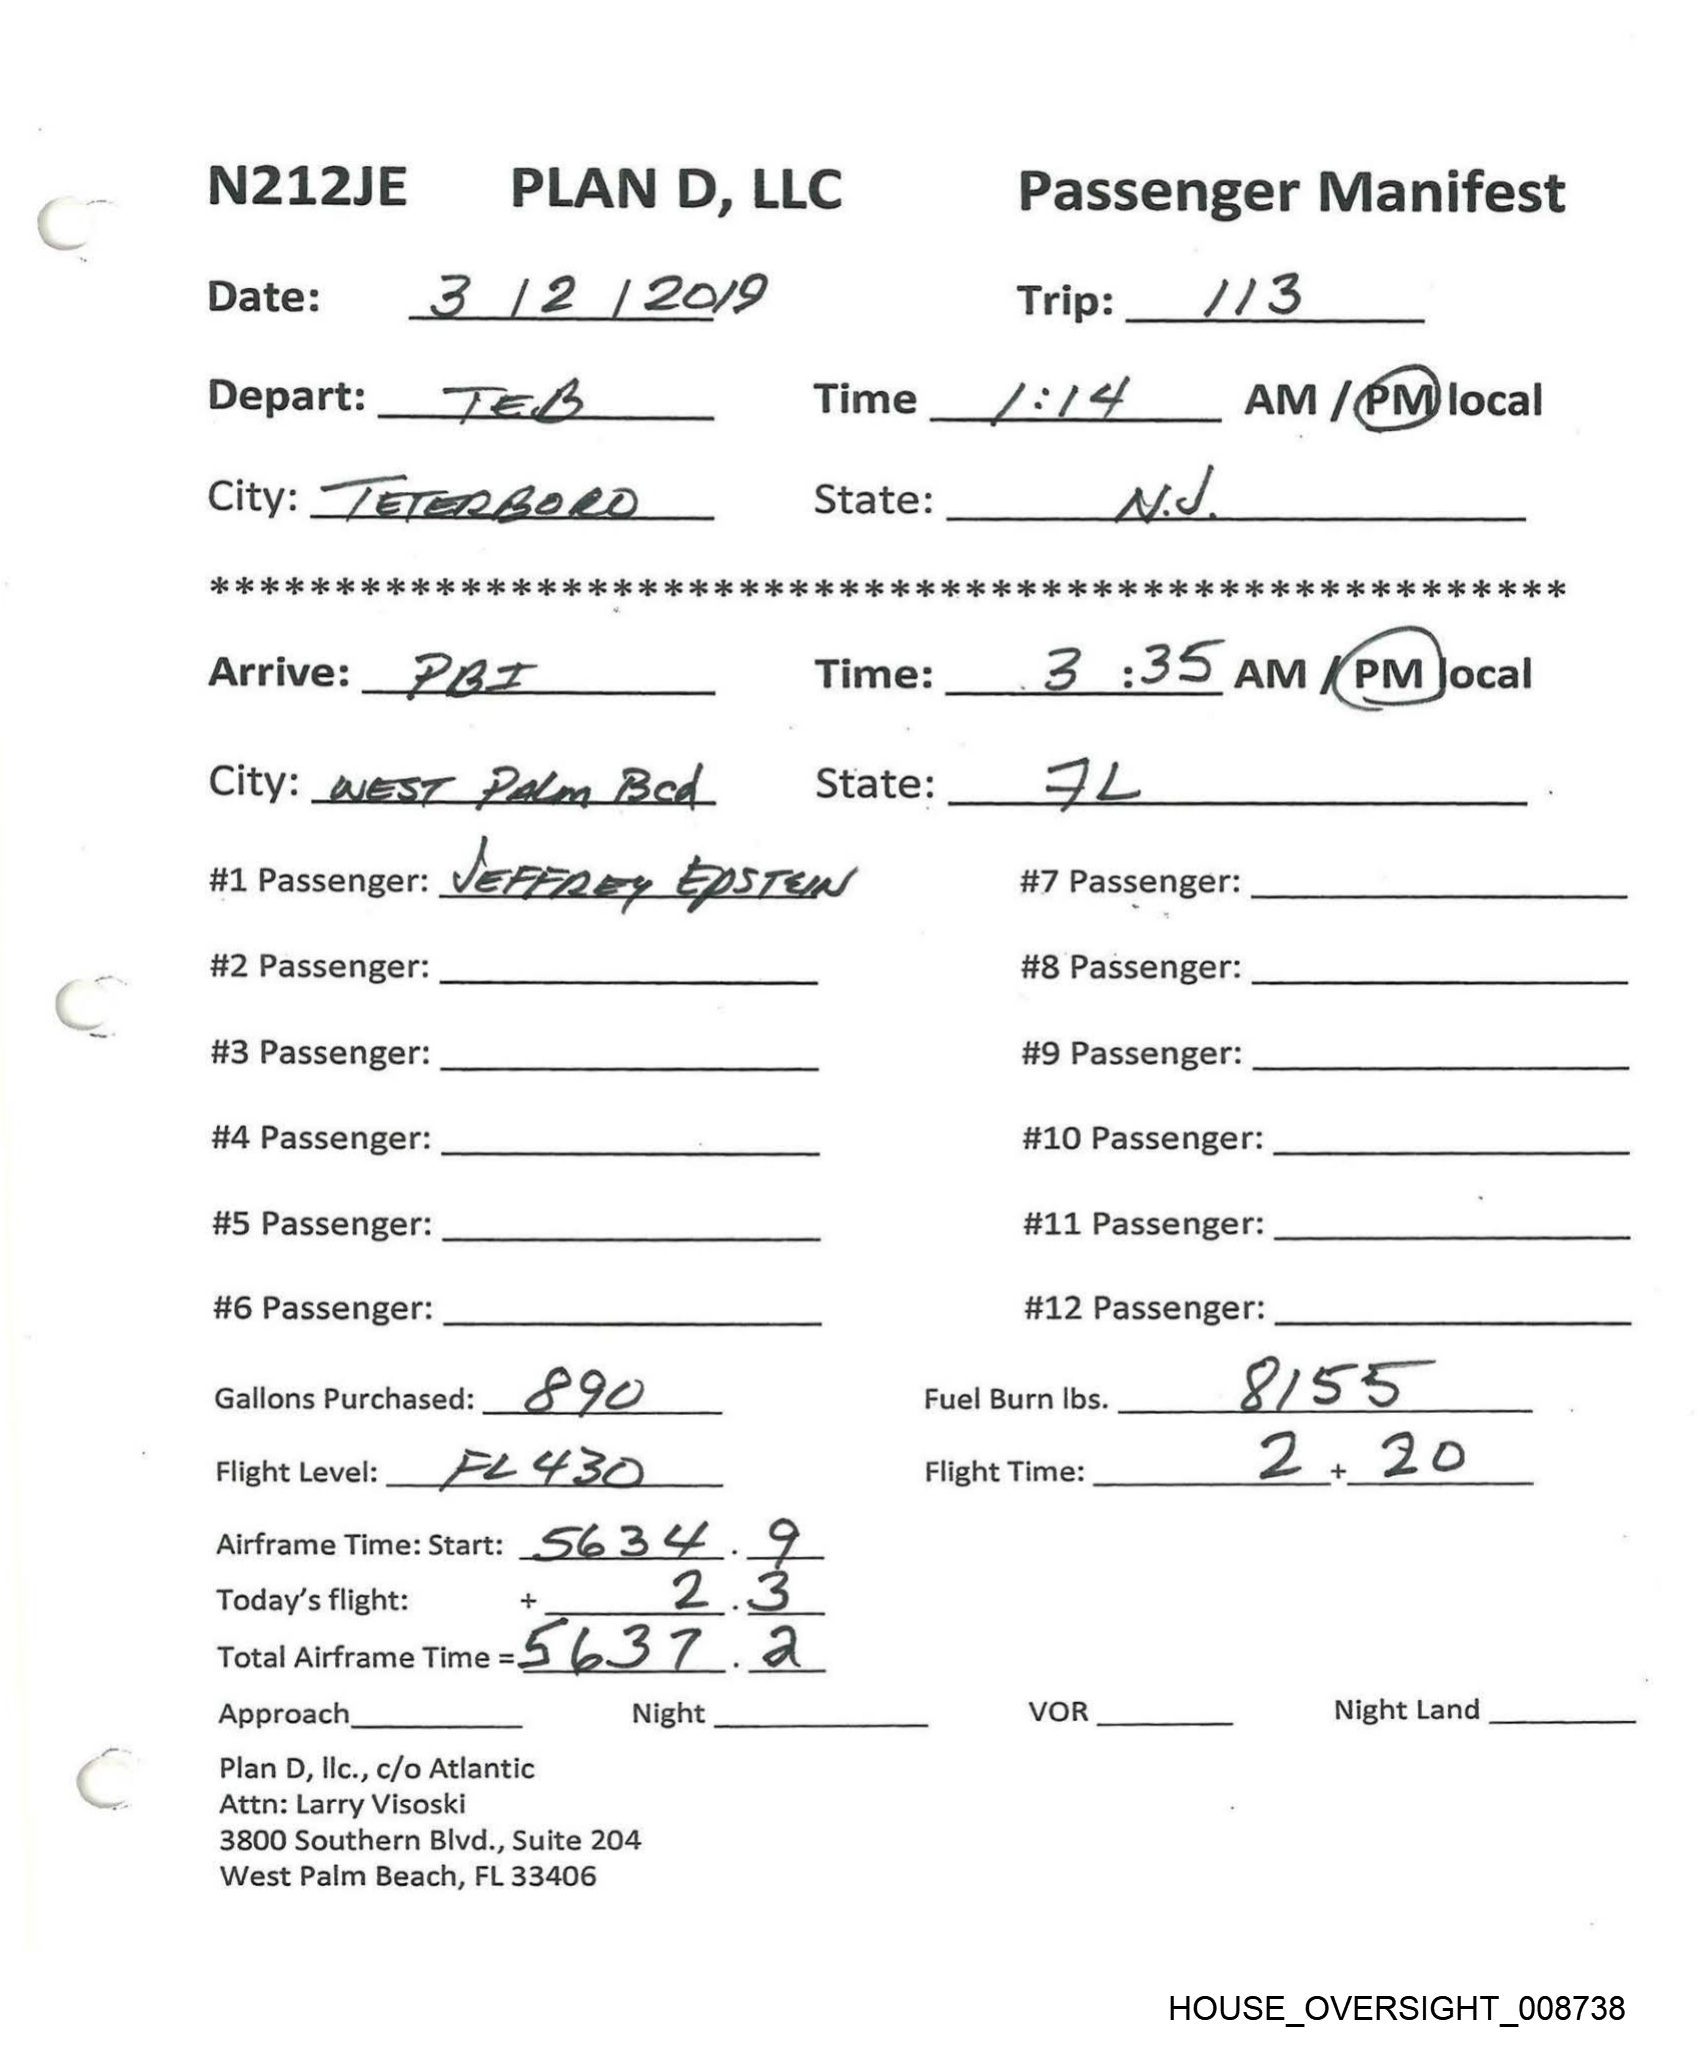 N212JE PLAN D, LLC Passenger Manifest
Date: 3 / 2 / 2019 Trip: 113
Depart: TEB Time 1:14 AM / PM local
City: TETERBORO State: N.J.
******************************************************
Arrive: PBI Time: 3 :35 AM / PM local
City: WEST Palm Bcd State: FL
#1 Passenger: JEFFREY EPSTEIN #7 Passenger:
#2 Passenger: #8 Passenger:
#3 Passenger: #9 Passenger:
#4 Passenger: #10 Passenger:
#5 Passenger: #11 Passenger:
#6 Passenger: #12 Passenger:
Gallons Purchased: 890 Fuel Burn lbs. 8155
Flight Level: FL 430 Flight Time: 2 + 20
Airframe Time: Start: 5634 . 9
Today's flight: + 2 . 3
Total Airframe Time = 5637 . 2
Approach Night VOR Night Land
Plan D, llc., c/o Atlantic
Attn: Larry Visoski
3800 Southern Blvd., Suite 204
West Palm Beach, FL 33406
HOUSE_OVERSIGHT_008738